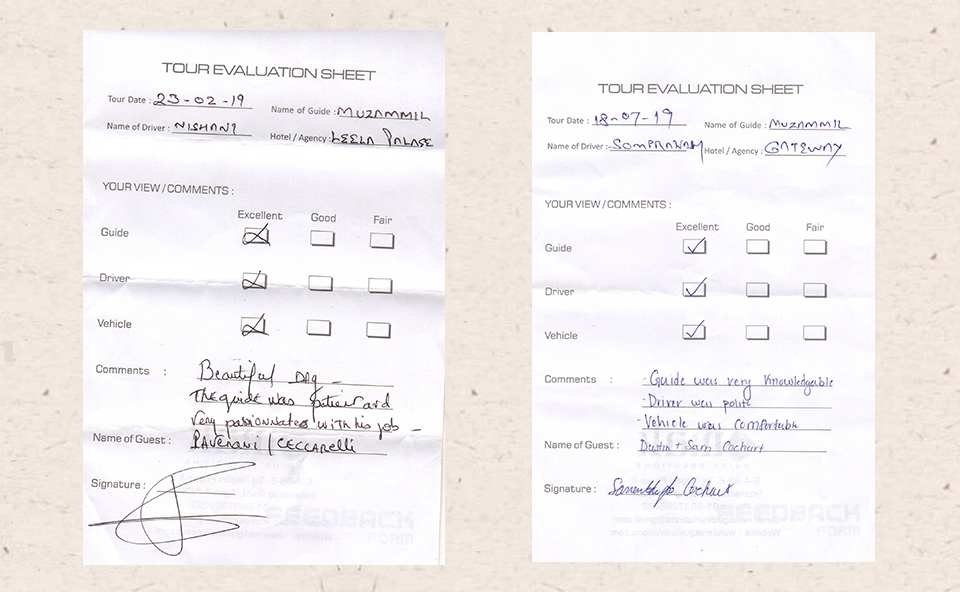 TOUR EVALUATION SHEET
Tour Date : 23-02-19 Name of Guide : MUZAMMIL
Name of Driver : NISHANI Hotel / Agency : LEELA PALASE
YOUR VIEW / COMMENTS :
Excellent Good Fair
Guide
Driver
Vehicle
Comments : Beautiful DAY
The guide was patient and
Very passionnates with his job
Name of Guest : PAVERANI / CECCARELLI
Signature :
FEEDBACK
FORM
TOUR EVALUATION SHEET
Tour Date : 18-07-19 Name of Guide : MUZAMMIL
Name of Driver : Hotel / Agency : GATEWAY
YOUR VIEW / COMMENTS :
Excellent Good Fair
Guide
Driver
Vehicle
Comments : - Guide was very knowledgable
- Driver was polite
- Vehicle was comfortable
Name of Guest : Dustin + Sam Cochart
Signature : Cochart
FEEDBACK
FORM